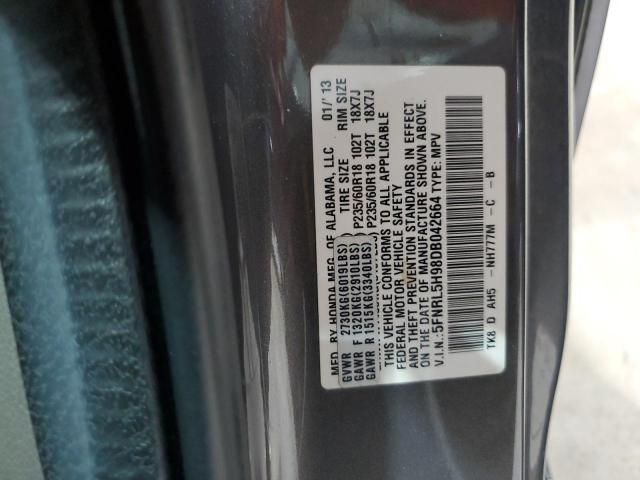 MFD. BY HONDA MFG. OF ALABAMA, LLC 01/'13
GVWR 2730KG(6019LBS) TIRE SIZE RIM SIZE
GAWR F 1320KG(2910LBS) P235/60R18 102T 18X7J
GAWR R 1515KG(3340LBS) P235/60R18 102T 18X7J
THIS VEHICLE CONFORMS TO ALL APPLICABLE
FEDERAL MOTOR VEHICLE SAFETY
AND THEFT PREVENTION STANDARDS IN EFFECT
ON THE DATE OF MANUFACTURE SHOWN ABOVE.
V.I.N.: 5FNRL5H98DB042664 TYPE: MPV
TK8 D AH5 - NH777M - C - B